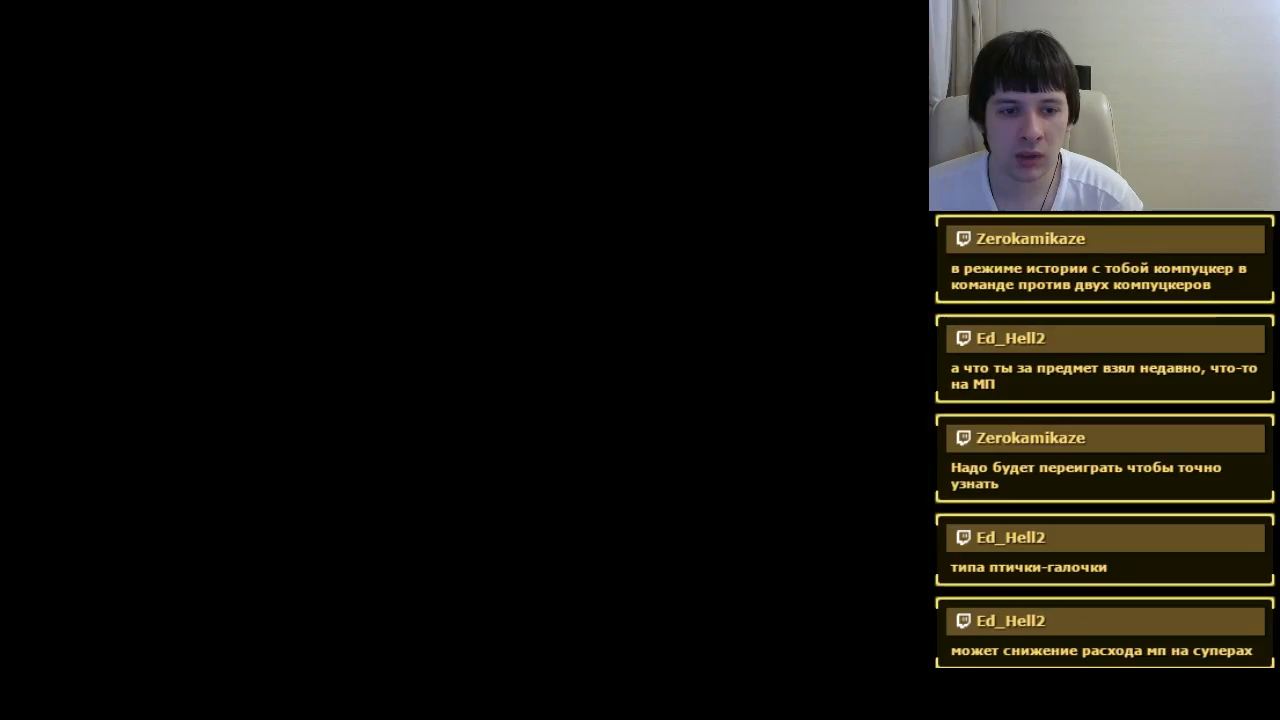 Zerokamikaze
в режиме истории с тобой компуцкер в
команде против двух компуцкеров
Ed_Hell2
а что ты за предмет взял недавно, что-то
на МП
Zerokamikaze
Надо будет переиграть чтобы точно
узнать
Ed_Hell2
типа птички-галочки
Ed_Hell2
может снижение расхода мп на суперах